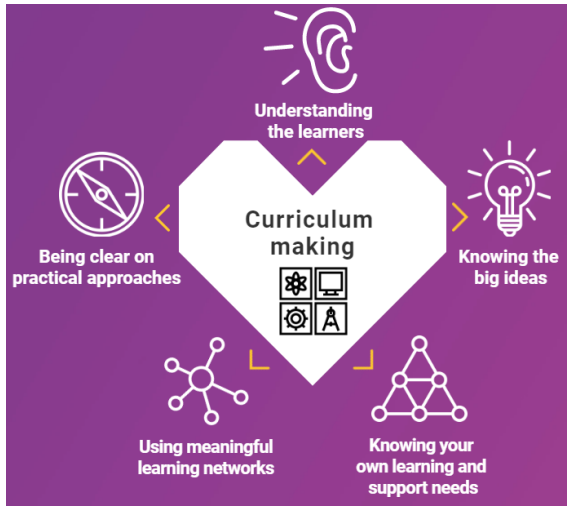 Understanding
the learners
Curriculum
making
Being clear on
practical approaches
Knowing the
big ideas
Using meaningful
learning networks
Knowing your
own learning and
support needs